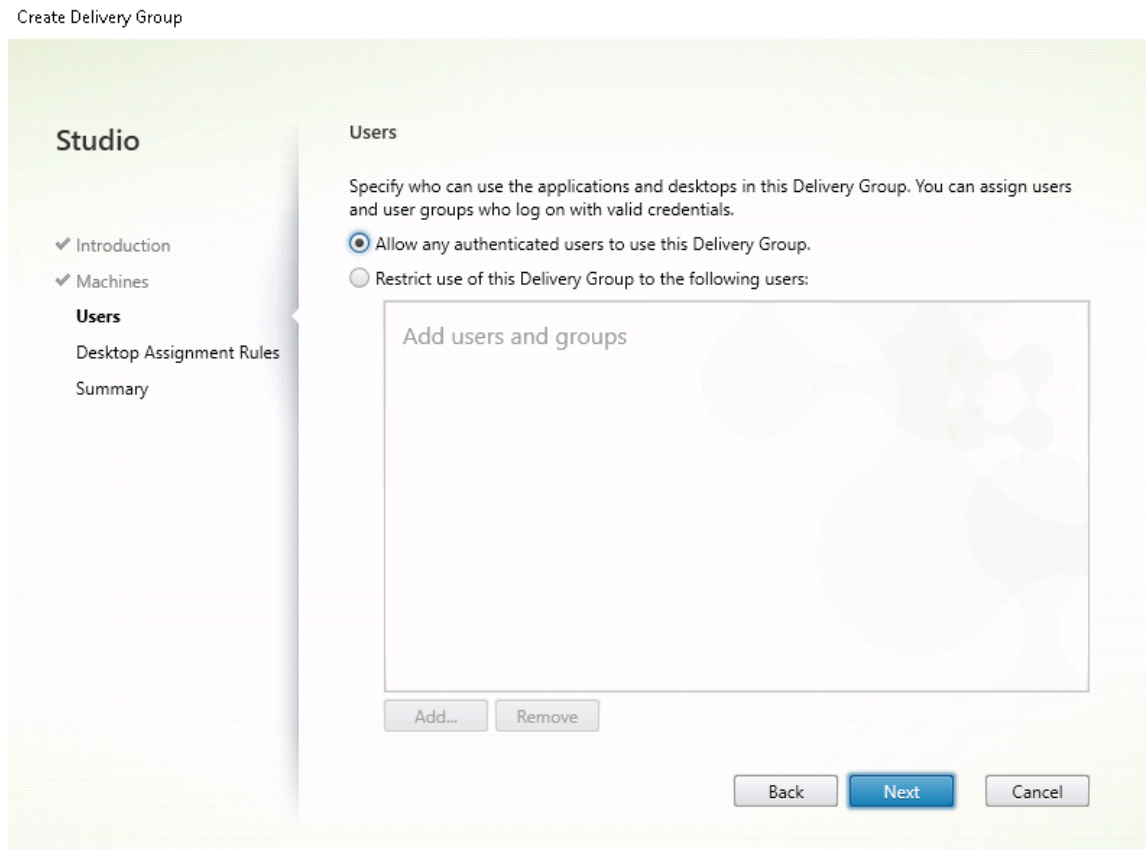 Create Delivery Group
Studio
Introduction
Machines
Users
Desktop Assignment Rules
Summary
Users
Specify who can use the applications and desktops in this Delivery Group. You can assign users
and user groups who log on with valid credentials.
Allow any authenticated users to use this Delivery Group.
Restrict use of this Delivery Group to the following users:
Add users and groups
Add...
Remove
Back
Next
Cancel